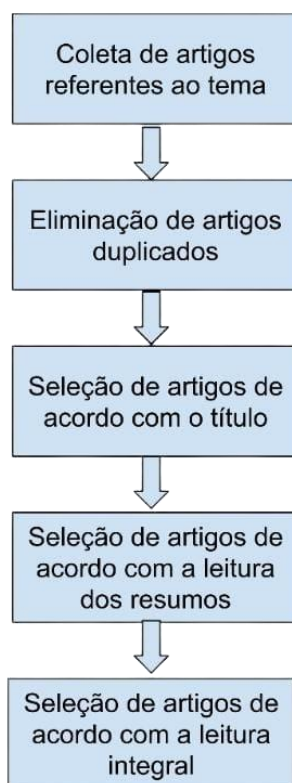 Coleta de artigos
referentes ao tema
Eliminação de artigos
duplicados
Seleção de artigos de
acordo com o título
Seleção de artigos de
acordo com a leitura
dos resumos
Seleção de artigos de
acordo com a leitura
integral